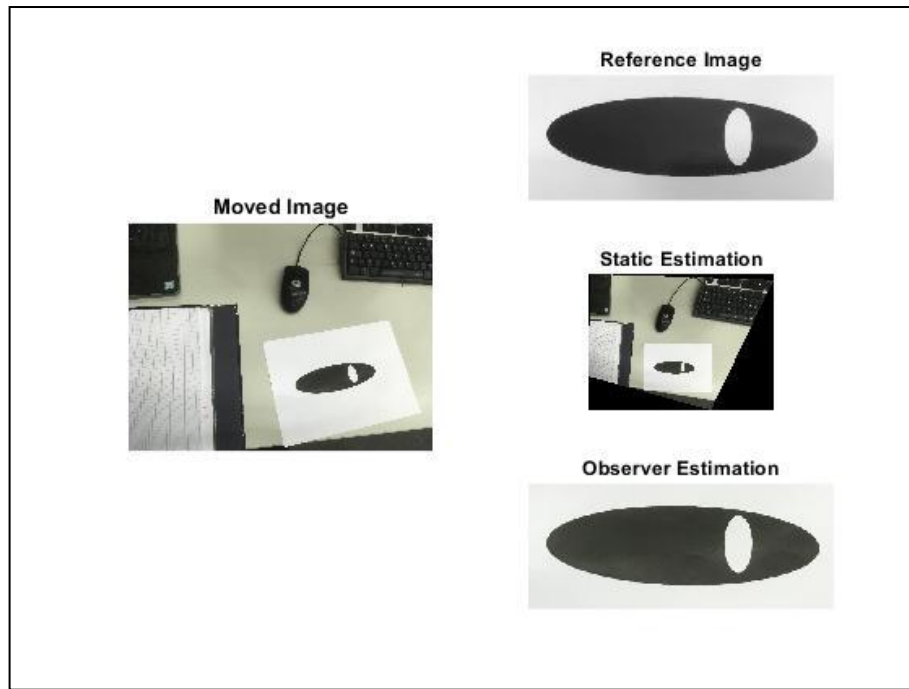 Reference Image
Moved Image
Static Estimation
Observer Estimation